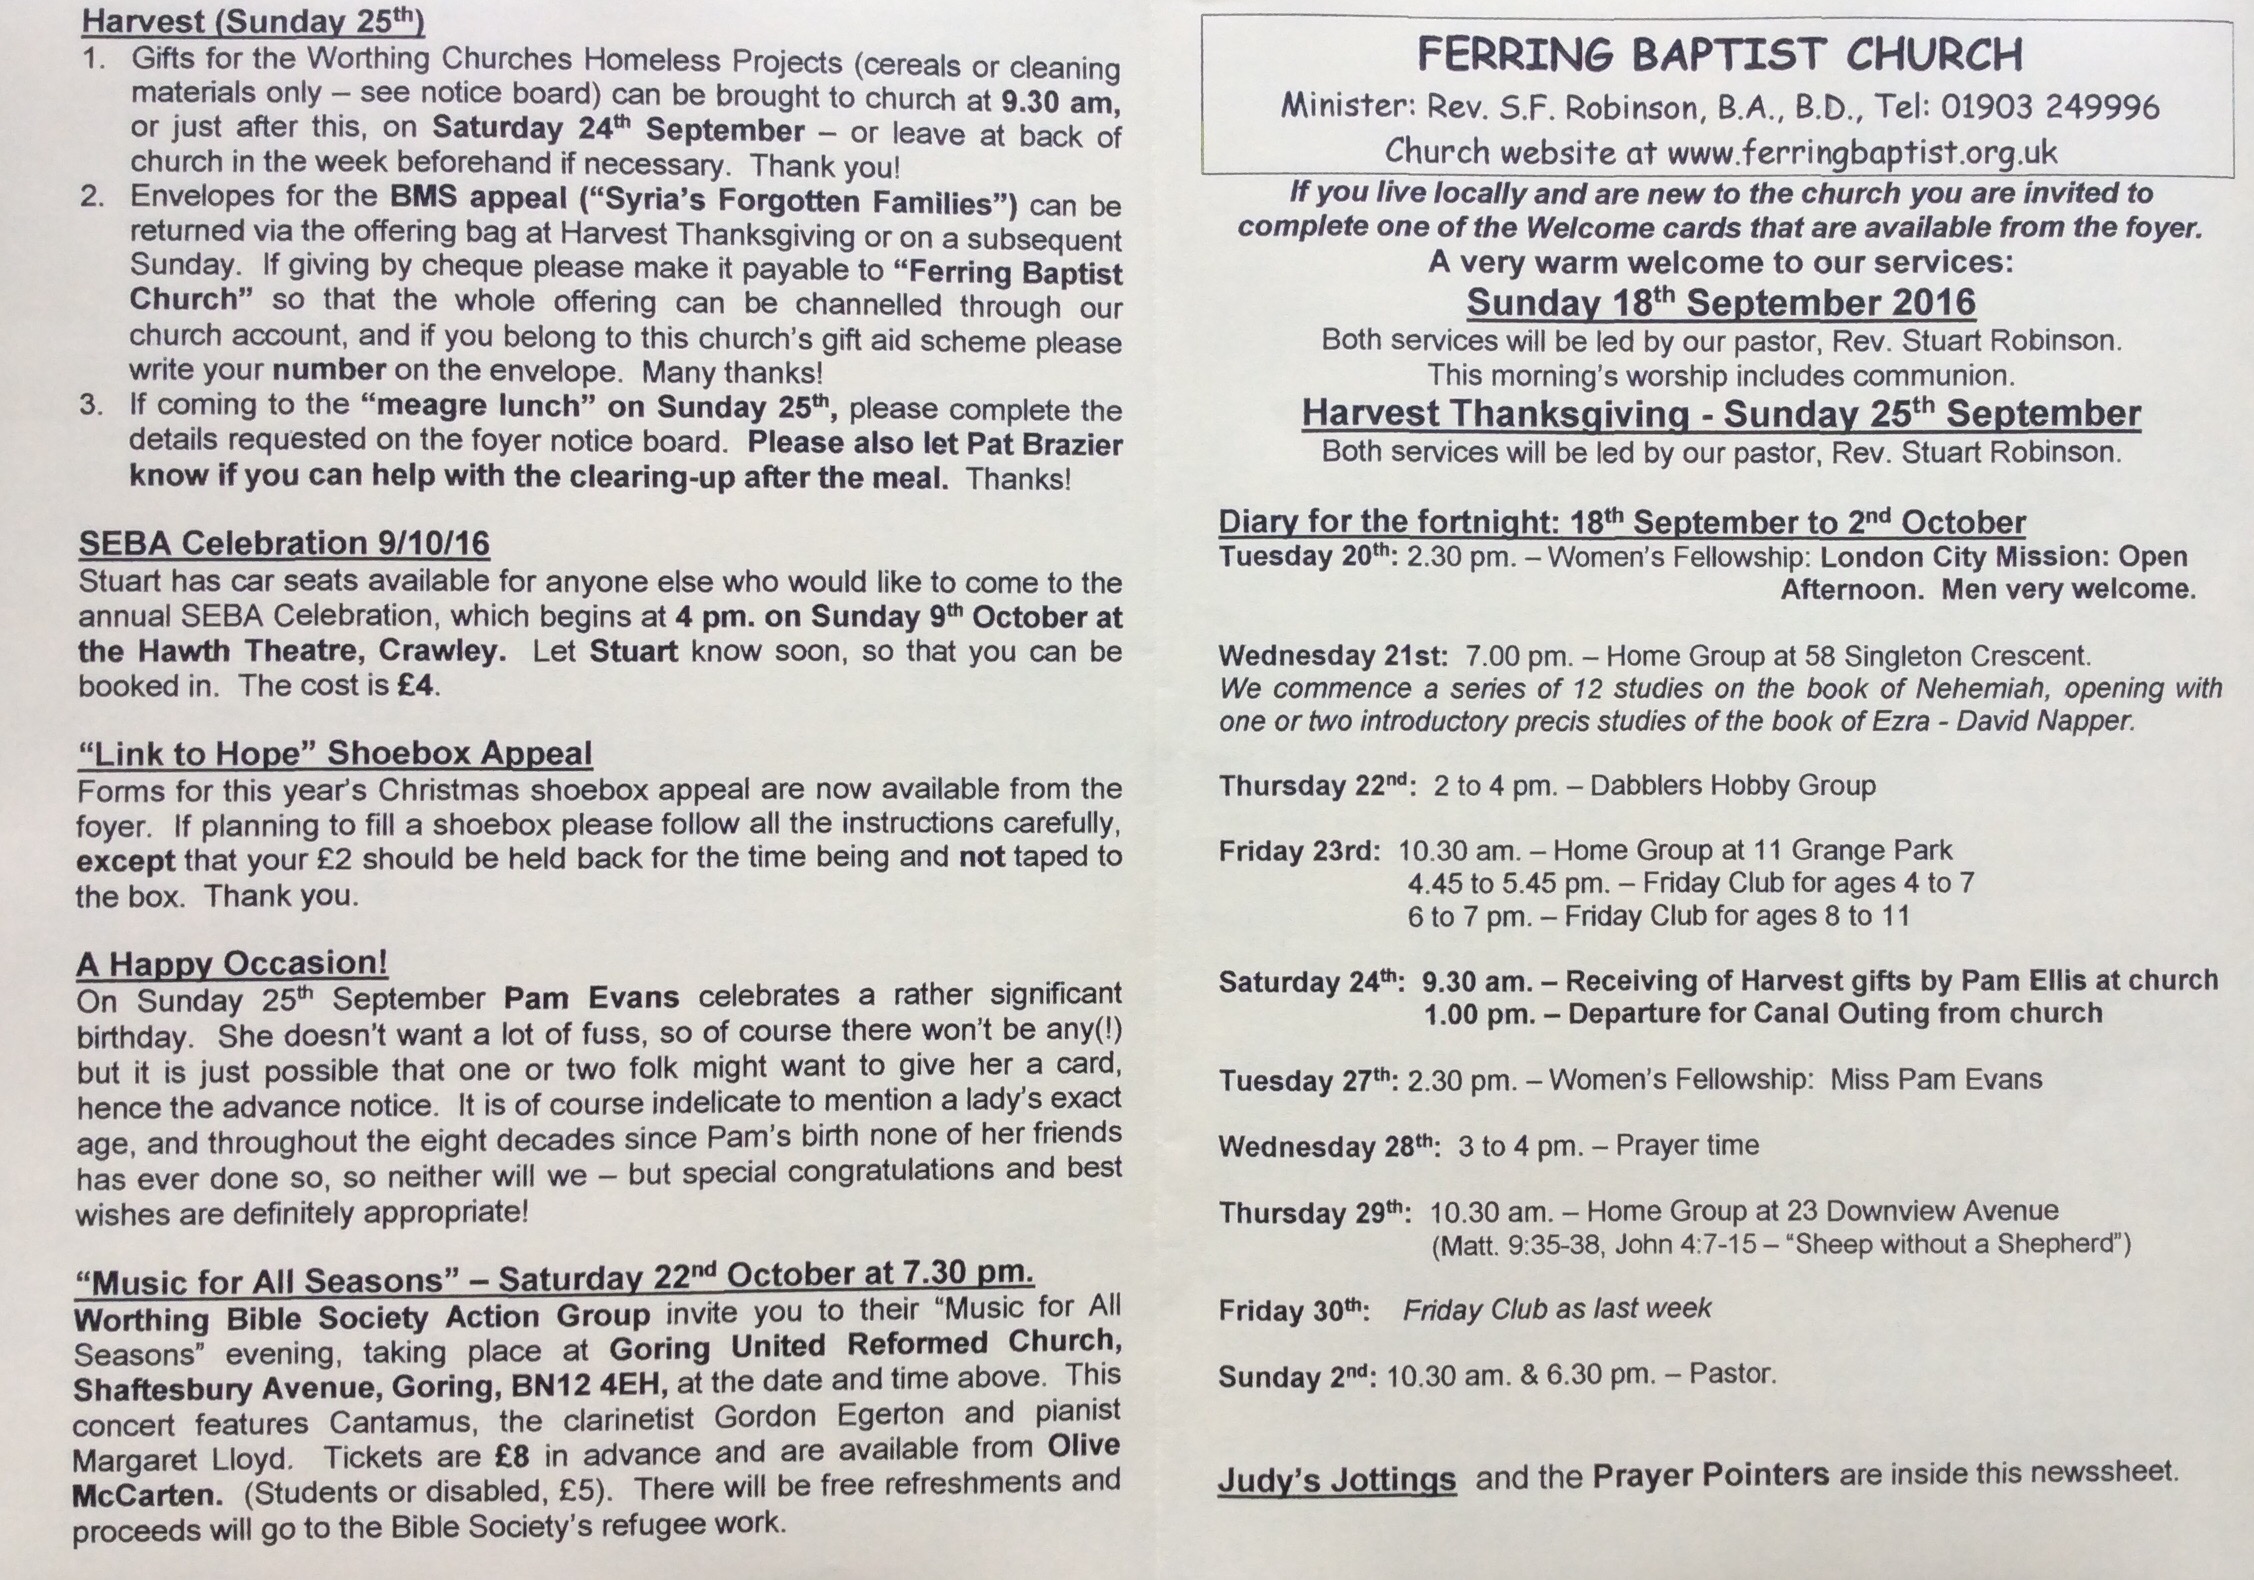 Harvest (Sunday 25th)
1. Gifts for the Worthing Churches Homeless Projects (cereals or cleaning
materials only – see notice board) can be brought to church at 9.30 am,
or just after this, on Saturday 24th September – or leave at back of
church in the week beforehand if necessary. Thank you!
2. Envelopes for the BMS appeal (“Syria’s Forgotten Families”) can be
returned via the offering bag at Harvest Thanksgiving or on a subsequent
Sunday. If giving by cheque please make it payable to “Ferring Baptist
Church” so that the whole offering can be channelled through our
church account, and if you belong to this church’s gift aid scheme please
write your number on the envelope. Many thanks!
3. If coming to the “meagre lunch” on Sunday 25th, please complete the
details requested on the foyer notice board. Please also let Pat Brazier
know if you can help with the clearing-up after the meal. Thanks!
SEBA Celebration 9/10/16
Stuart has car seats available for anyone else who would like to come to the
annual SEBA Celebration, which begins at 4 pm. on Sunday 9th October at
the Hawth Theatre, Crawley. Let Stuart know soon, so that you can be
booked in. The cost is £4.
“Link to Hope” Shoebox Appeal
Forms for this year’s Christmas shoebox appeal are now available from the
foyer. If planning to fill a shoebox please follow all the instructions carefully,
except that your £2 should be held back for the time being and not taped to
the box. Thank you.
A Happy Occasion!
On Sunday 25th September Pam Evans celebrates a rather significant
birthday. She doesn’t want a lot of fuss, so of course there won’t be any(!)
but it is just possible that one or two folk might want to give her a card,
hence the advance notice. It is of course indelicate to mention a lady’s exact
age, and throughout the eight decades since Pam’s birth none of her friends
has ever done so, so neither will we – but special congratulations and best
wishes are definitely appropriate!
“Music for All Seasons” – Saturday 22nd October at 7.30 pm.
Worthing Bible Society Action Group invite you to their “Music for All
Seasons” evening, taking place at Goring United Reformed Church,
Shaftesbury Avenue, Goring, BN12 4EH, at the date and time above. This
concert features Cantamus, the clarinetist Gordon Egerton and pianist
Margaret Lloyd. Tickets are £8 in advance and are available from Olive
McCarten. (Students or disabled, £5). There will be free refreshments and
proceeds will go to the Bible Society’s refugee work.
FERRING BAPTIST CHURCH
Minister: Rev. S.F. Robinson, B.A., B.D., Tel: 01903 249996
Church website at www.ferringbaptist.org.uk
If you live locally and are new to the church you are invited to
complete one of the Welcome cards that are available from the foyer.
A very warm welcome to our services:
Sunday 18th September 2016
Both services will be led by our pastor, Rev. Stuart Robinson.
This morning’s worship includes communion.
Harvest Thanksgiving - Sunday 25th September
Both services will be led by our pastor, Rev. Stuart Robinson.
Diary for the fortnight: 18th September to 2nd October
Tuesday 20th: 2.30 pm. – Women’s Fellowship: London City Mission: Open
Afternoon. Men very welcome.
Wednesday 21st: 7.00 pm. – Home Group at 58 Singleton Crescent.
We commence a series of 12 studies on the book of Nehemiah, opening with
one or two introductory precis studies of the book of Ezra - David Napper.
Thursday 22nd: 2 to 4 pm. – Dabblers Hobby Group
Friday 23rd: 10.30 am. – Home Group at 11 Grange Park
4.45 to 5.45 pm. – Friday Club for ages 4 to 7
6 to 7 pm. – Friday Club for ages 8 to 11
Saturday 24th: 9.30 am. – Receiving of Harvest gifts by Pam Ellis at church
1.00 pm. – Departure for Canal Outing from church
Tuesday 27th: 2.30 pm. – Women’s Fellowship: Miss Pam Evans
Wednesday 28th: 3 to 4 pm. – Prayer time
Thursday 29th: 10.30 am. – Home Group at 23 Downview Avenue
(Matt. 9:35-38, John 4:7-15 – “Sheep without a Shepherd”)
Friday 30th: Friday Club as last week
Sunday 2nd: 10.30 am. & 6.30 pm. – Pastor.
Judy’s Jottings and the Prayer Pointers are inside this newssheet.